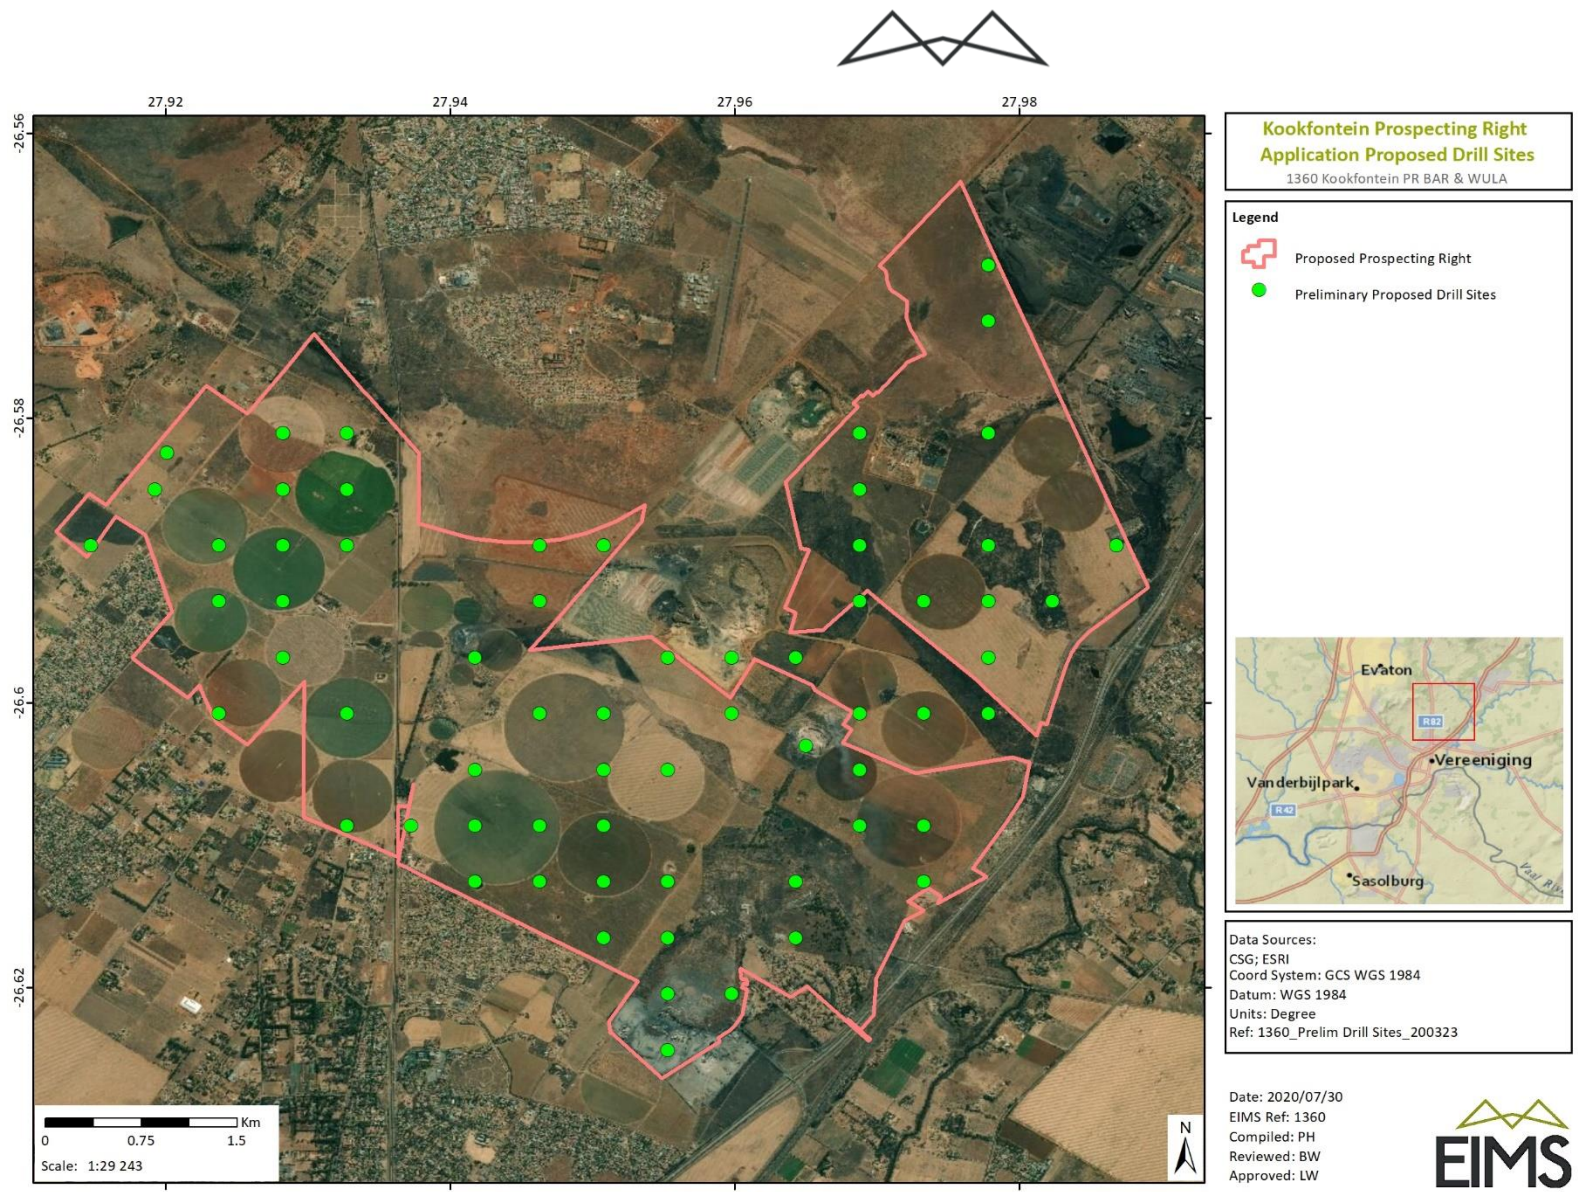 27.92
27.94
27.96
27.98
-26.56
-26.58
-26.6
-26.62
Kookfontein Prospecting Right
Application Proposed Drill Sites
1360 Kookfontein PR BAR & WULA
Legend
Proposed Prospecting Right
Preliminary Proposed Drill Sites
Evaton
R82
Vereeniging
Vanderbijlpark
R42
Sasolburg
Vaal
Data Sources:
CSG; ESRI
Coord System: GCS WGS 1984
Datum: WGS 1984
Units: Degree
Ref: 1360_Prelim Drill Sites_200323
Km
0 0.75 1.5
Scale: 1:29 243
N
Date: 2020/07/30
EIMS Ref: 1360
Compiled: PH
Reviewed: BW
Approved: LW
EIMS